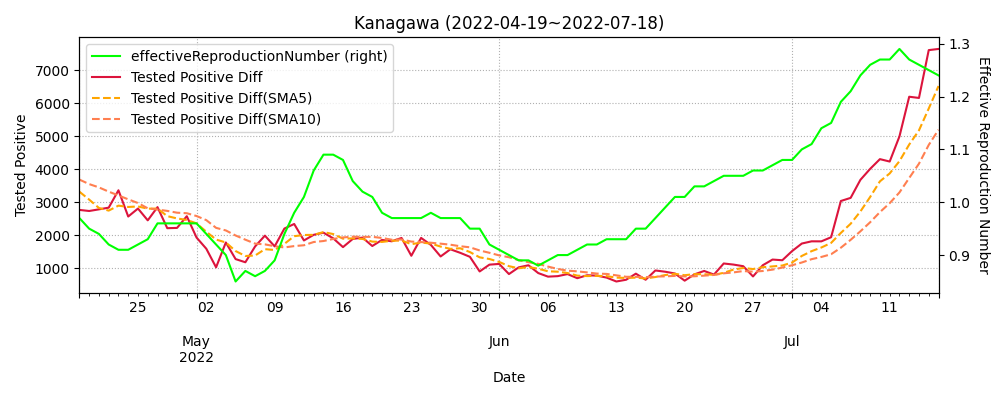 Kanagawa (2022-04-19~2022-07-18)
effectiveReproductionNumber (right)
Tested Positive Diff
Tested Positive Diff(SMA5)
Tested Positive Diff(SMA10)
Tested Positive
7000
6000
5000
4000
3000
2000
1000
1.3
1.2
1.1
1.0
0.9
Effective Reproduction Number
25 02 09 16 23 30 06 13 20 27 04 11
May Jun Jul
2022
Date